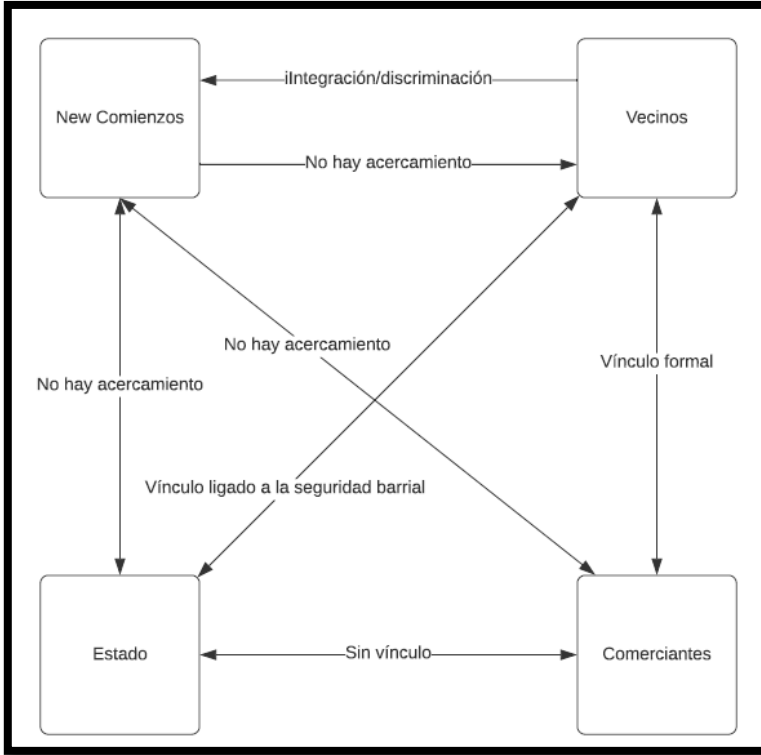 iIntegración/discriminación
New Comienzos
Vecinos
No hay acercamiento
No hay acercamiento
Vínculo formal
No hay acercamiento
Vínculo ligado a la seguridad barrial
Estado
Sin vínculo
Comerciantes